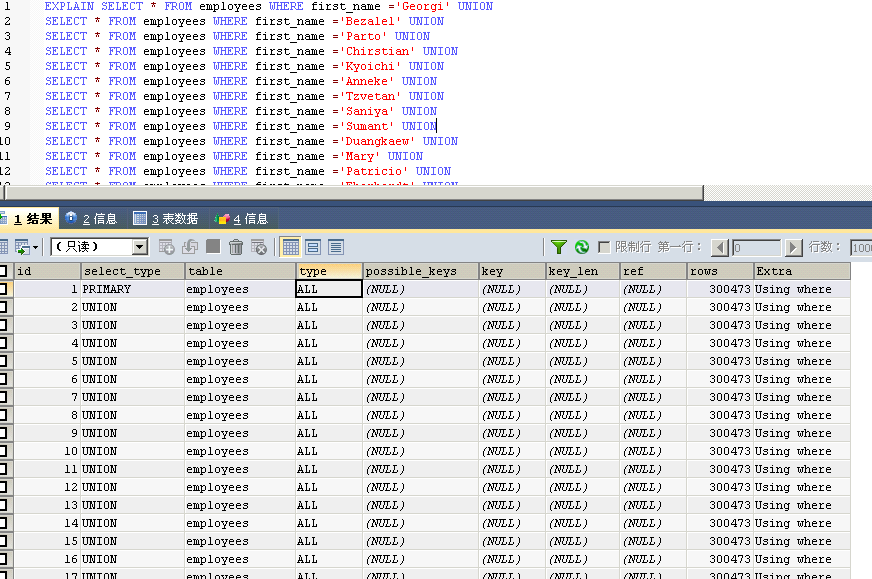 1 EXPLAIN SELECT * FROM employees WHERE first_name ='Georgi' UNION
2 SELECT * FROM employees WHERE first_name ='Bezalel' UNION
3 SELECT * FROM employees WHERE first_name ='Parto' UNION
4 SELECT * FROM employees WHERE first_name ='Chirstian' UNION
5 SELECT * FROM employees WHERE first_name ='Kyoichi' UNION
6 SELECT * FROM employees WHERE first_name ='Anneke' UNION
7 SELECT * FROM employees WHERE first_name ='Tzvetan' UNION
8 SELECT * FROM employees WHERE first_name ='Saniya' UNION
9 SELECT * FROM employees WHERE first_name ='Sumant' UNION
10 SELECT * FROM employees WHERE first_name ='Duangkaew' UNION
11 SELECT * FROM employees WHERE first_name ='Mary' UNION
12 SELECT * FROM employees WHERE first_name ='Patricio' UNION
SELECT * FROM employees WHERE first_name ='Eberhardt' UNION
1 结果 2 信息 3 表数据 4 信息
(只读) 限制行 第一行: 0 行数: 1000
id select_type table type possible_keys key key_len ref rows Extra
1 PRIMARY employees ALL (NULL) (NULL) (NULL) (NULL) 300473 Using where
2 UNION employees ALL (NULL) (NULL) (NULL) (NULL) 300473 Using where
3 UNION employees ALL (NULL) (NULL) (NULL) (NULL) 300473 Using where
4 UNION employees ALL (NULL) (NULL) (NULL) (NULL) 300473 Using where
5 UNION employees ALL (NULL) (NULL) (NULL) (NULL) 300473 Using where
6 UNION employees ALL (NULL) (NULL) (NULL) (NULL) 300473 Using where
7 UNION employees ALL (NULL) (NULL) (NULL) (NULL) 300473 Using where
8 UNION employees ALL (NULL) (NULL) (NULL) (NULL) 300473 Using where
9 UNION employees ALL (NULL) (NULL) (NULL) (NULL) 300473 Using where
10 UNION employees ALL (NULL) (NULL) (NULL) (NULL) 300473 Using where
11 UNION employees ALL (NULL) (NULL) (NULL) (NULL) 300473 Using where
12 UNION employees ALL (NULL) (NULL) (NULL) (NULL) 300473 Using where
13 UNION employees ALL (NULL) (NULL) (NULL) (NULL) 300473 Using where
14 UNION employees ALL (NULL) (NULL) (NULL) (NULL) 300473 Using where
15 UNION employees ALL (NULL) (NULL) (NULL) (NULL) 300473 Using where
16 UNION employees ALL (NULL) (NULL) (NULL) (NULL) 300473 Using where
17 UNION employees ALL (NULL) (NULL) (NULL) (NULL) 300473 Using where